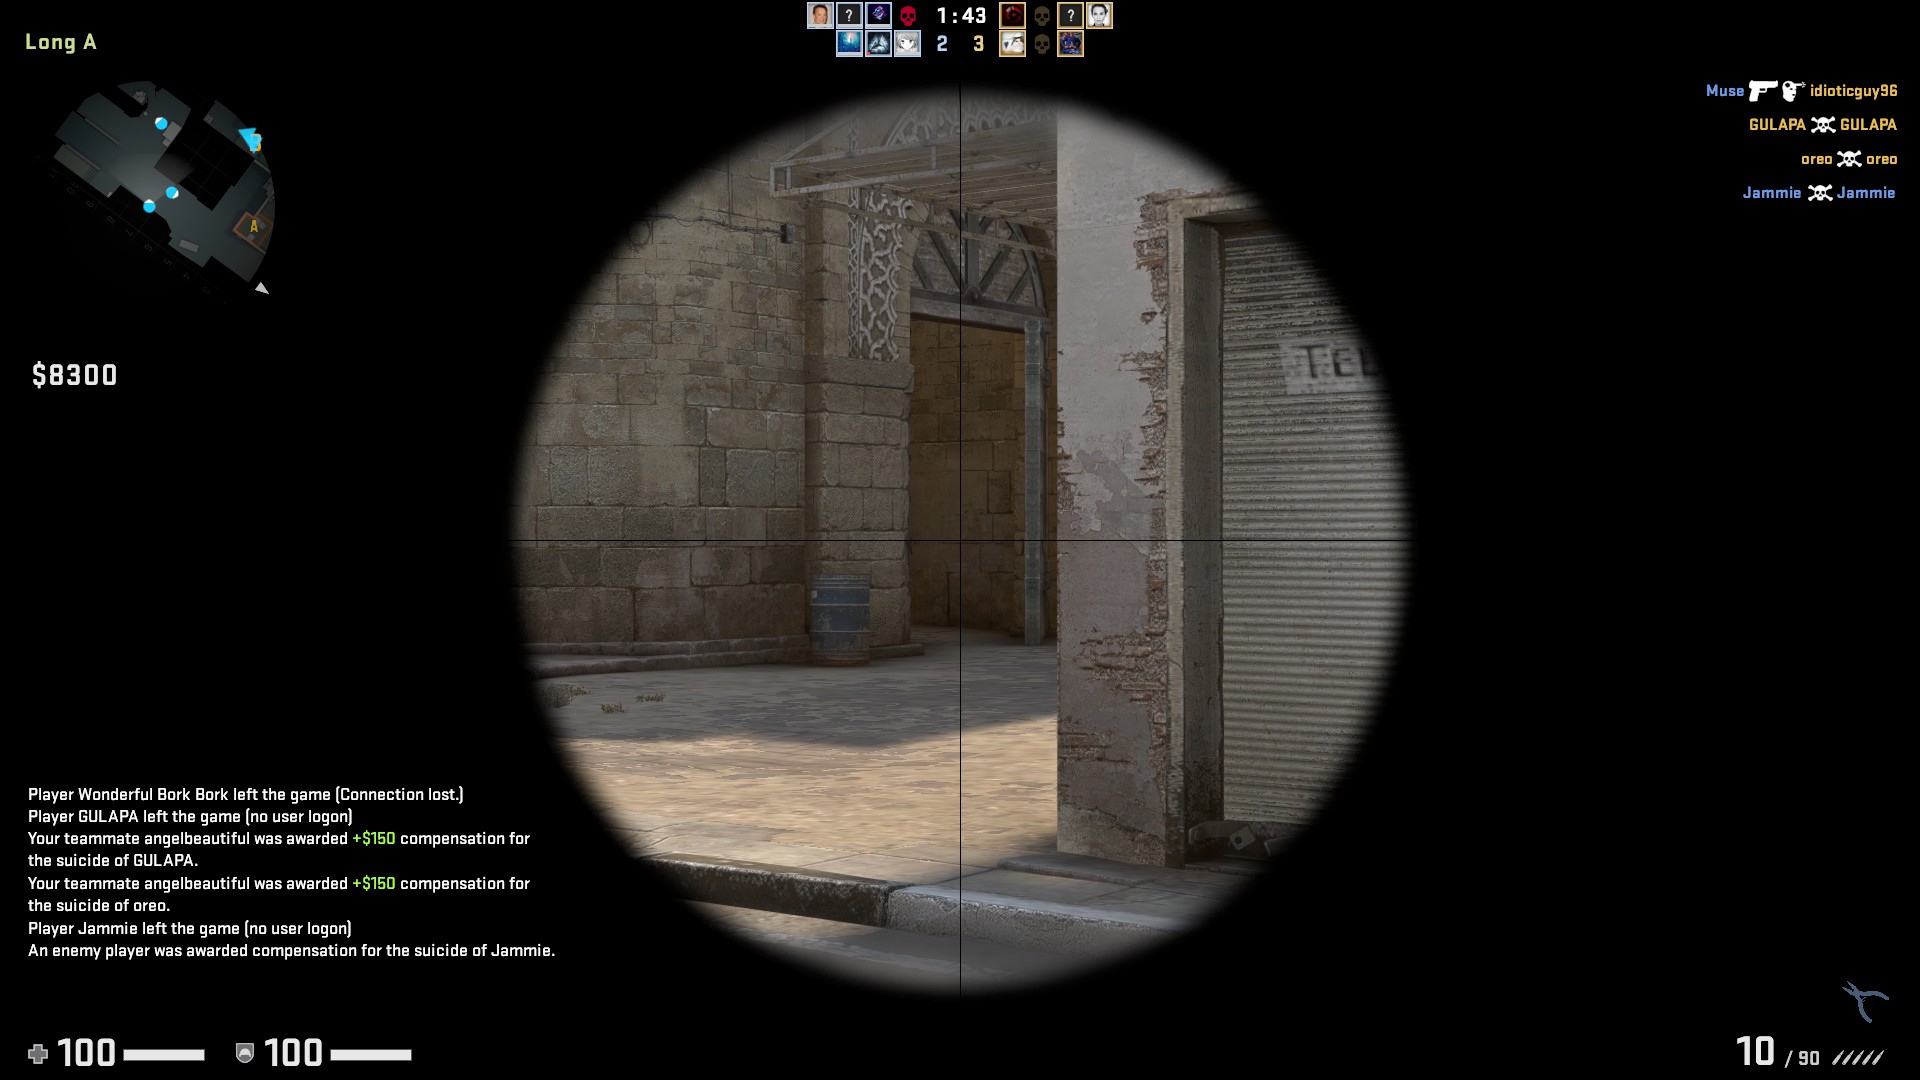 1:43
? ?
Long A
2 3
Muse idioticguy96
GULAPA GULAPA
B
oreo oreo
Jammie Jammie
A
$8300
Player Wonderful Bork Bork left the game (Connection lost.)
Player GULAPA left the game (no user logon)
Your teammate angelbeautiful was awarded +$150 compensation for
the suicide of GULAPA.
Your teammate angelbeautiful was awarded +$150 compensation for
the suicide of oreo.
Player Jammie left the game (no user logon)
An enemy player was awarded compensation for the suicide of Jammie.
100 100
10 / 90